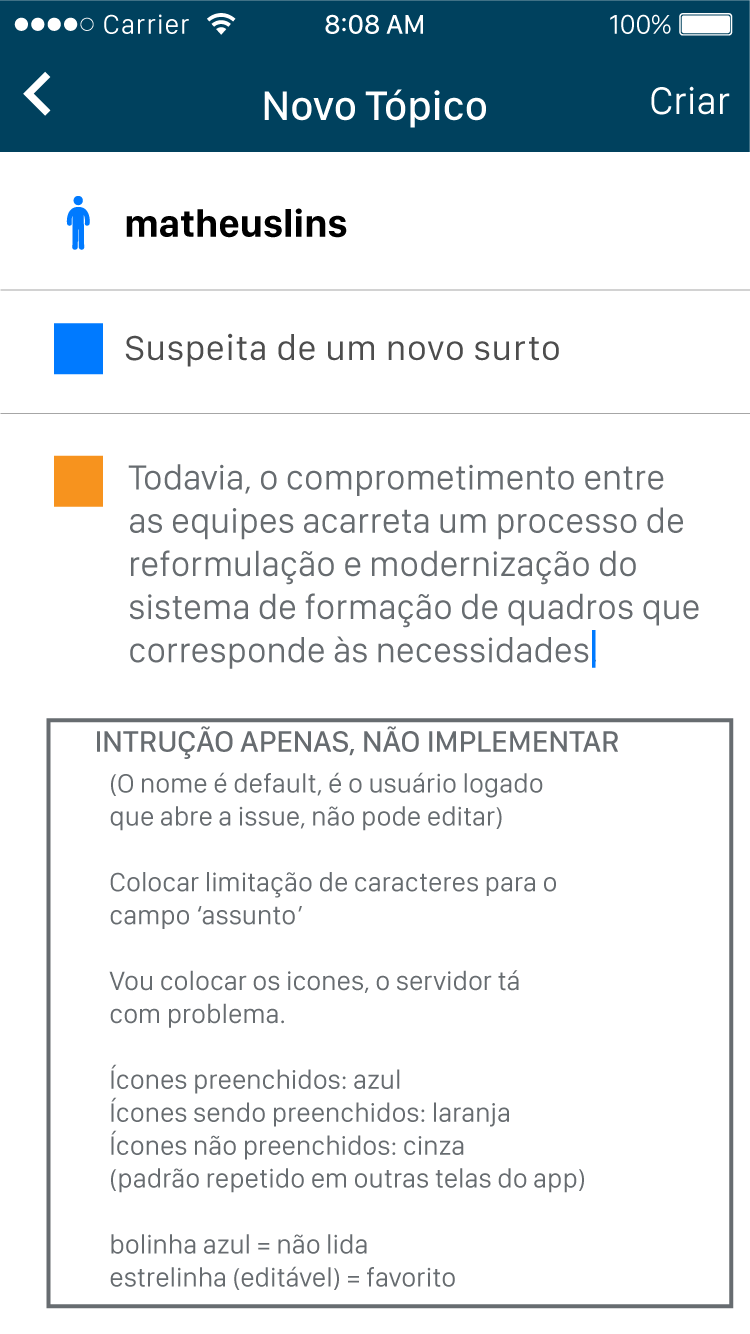 Carrier 8:08 AM 100%
Novo Tópico Criar
matheuslins
Suspeita de um novo surto
Todavia, o comprometimento entre
as equipes acarreta um processo de
reformulação e modernização do
sistema de formação de quadros que
corresponde às necessidades
INTRUÇÃO APENAS, NÃO IMPLEMENTAR
(O nome é default, é o usuário logado
que abre a issue, não pode editar)
Colocar limitação de caracteres para o
campo ‘assunto’
Vou colocar os icones, o servidor tá
com problema.
Ícones preenchidos: azul
Ícones sendo preenchidos: laranja
Ícones não preenchidos: cinza
(padrão repetido em outras telas do app)
bolinha azul = não lida
estrelinha (editável) = favorito